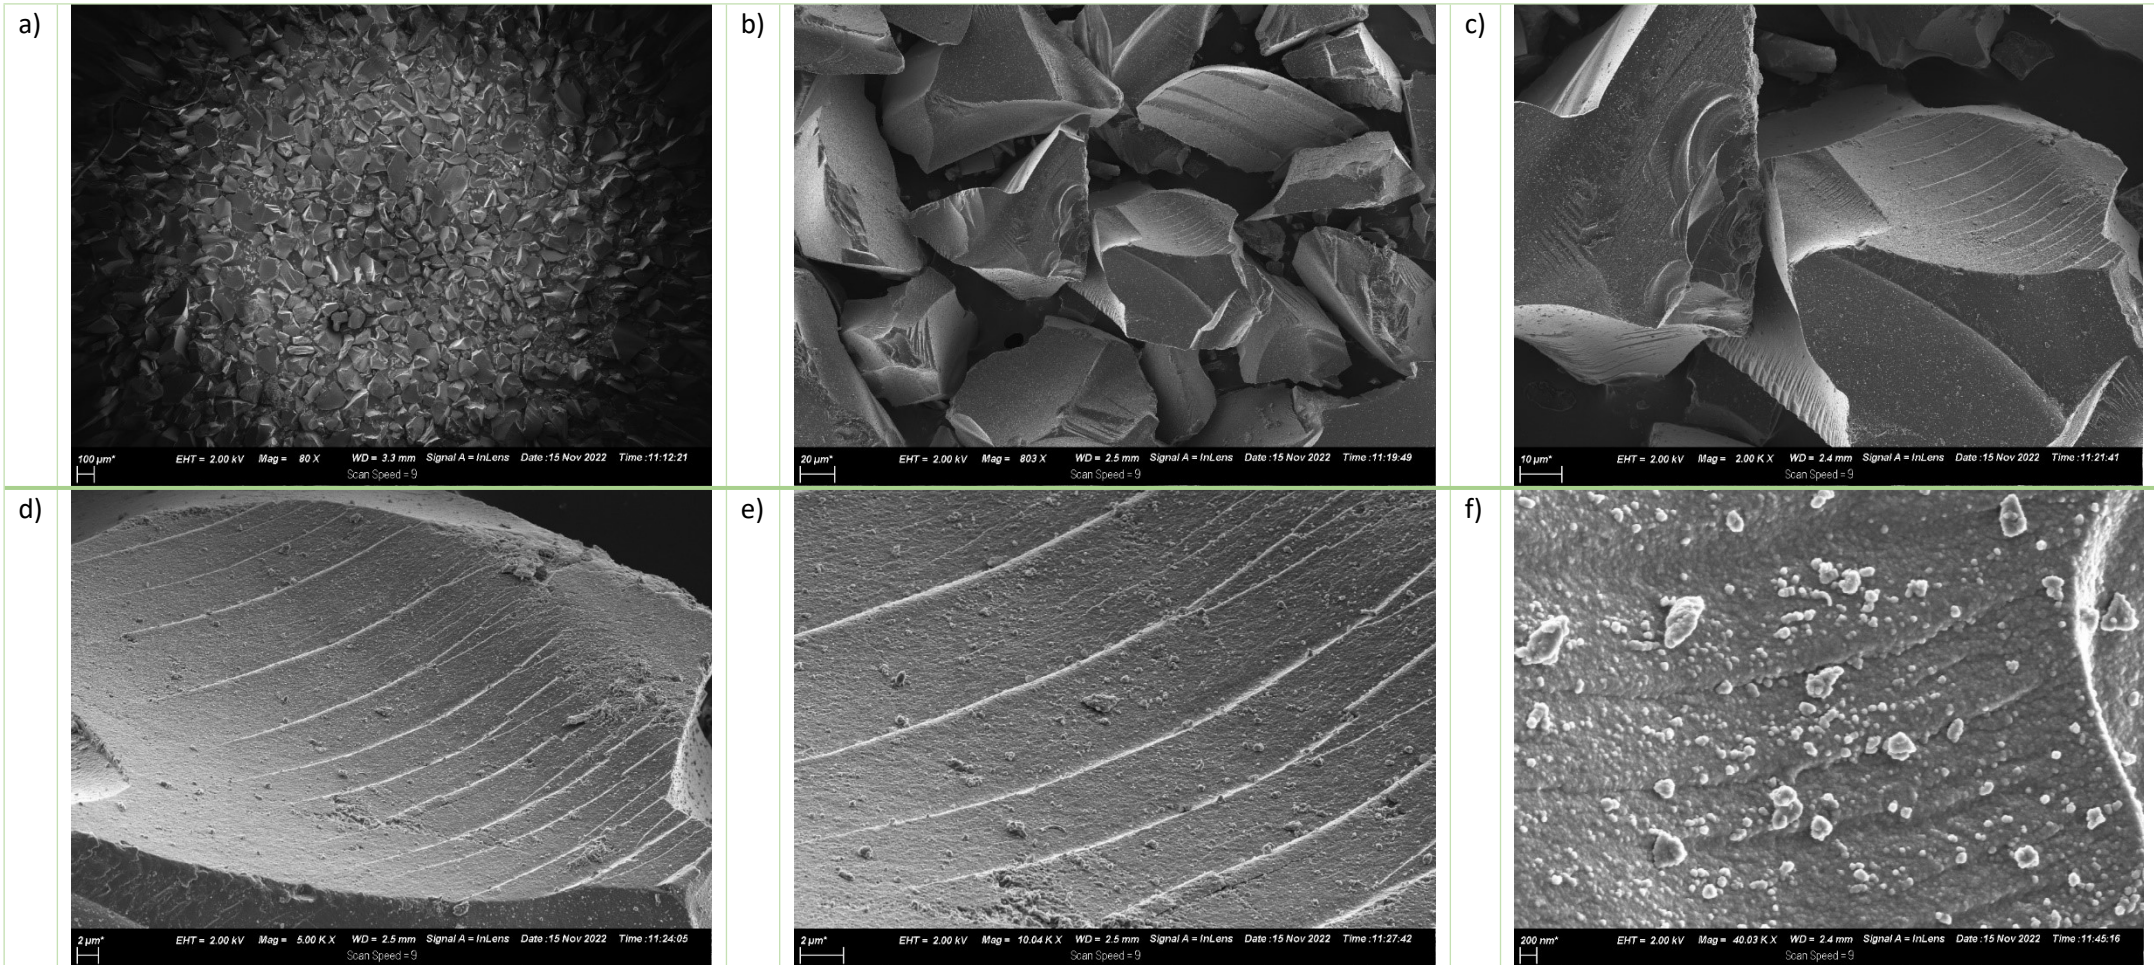 a)
100 µm* EHT = 2.00 kV Mag = 80 X WD = 3.3 mm Signal A = InLens Date :15 Nov 2022 Time :11:12:21
Scan Speed = 9
b)
20 µm* EHT = 2.00 kV Mag = 803 X WD = 2.5 mm Signal A = InLens Date :15 Nov 2022 Time :11:19:49
Scan Speed = 9
c)
10 µm* EHT = 2.00 kV Mag = 2.00 K X WD = 2.4 mm Signal A = InLens Date :15 Nov 2022 Time :11:21:41
Scan Speed = 9
d)
2 µm* EHT = 2.00 kV Mag = 5.00 K X WD = 2.5 mm Signal A = InLens Date :15 Nov 2022 Time :11:24:05
Scan Speed = 9
e)
2 µm* EHT = 2.00 kV Mag = 10.04 K X WD = 2.5 mm Signal A = InLens Date :15 Nov 2022 Time :11:27:42
Scan Speed = 9
f)
200 nm* EHT = 2.00 kV Mag = 40.03 K X WD = 2.4 mm Signal A = InLens Date :15 Nov 2022 Time :11:45:16
Scan Speed = 9